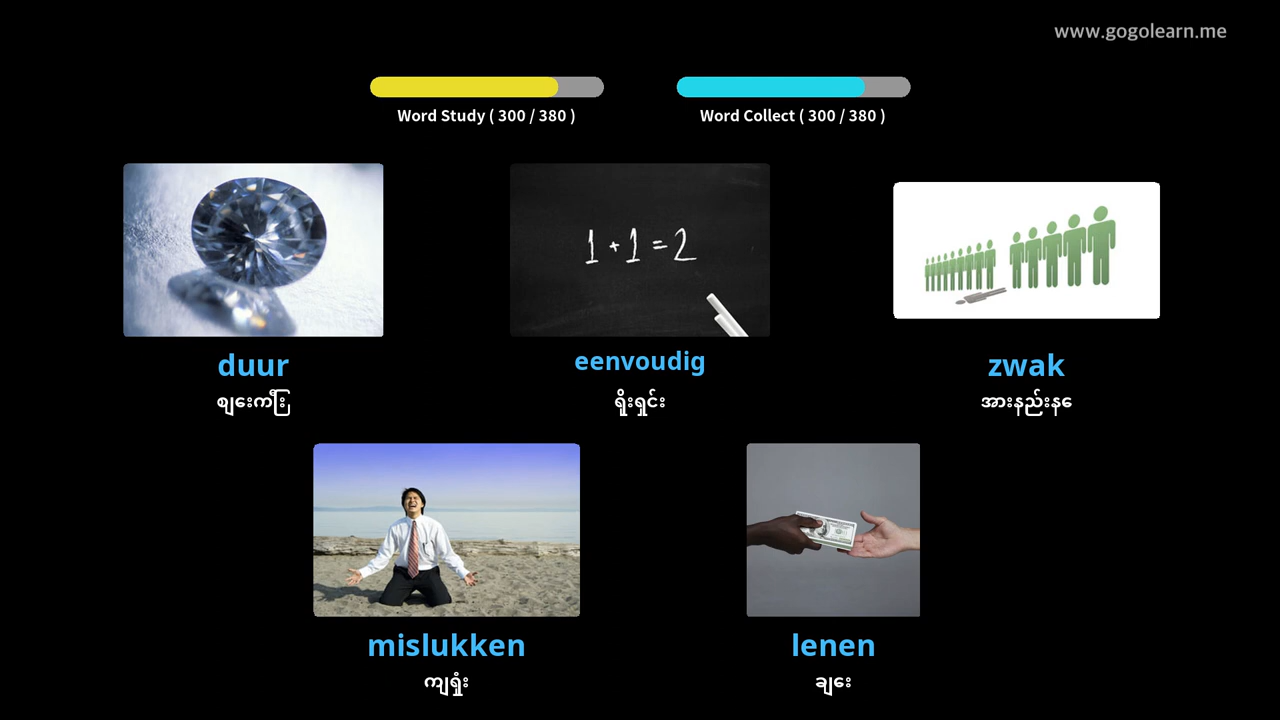 www.gogolearn.me
Word Study ( 300 / 380 )
Word Collect ( 300 / 380 )
1 + 1 = 2
duur
eenvoudig
zwak
ဈေးကြီး
ရိုးရှင်း
အားနည်းနေ
mislukken
lenen
ကျရှုံး
ချေး